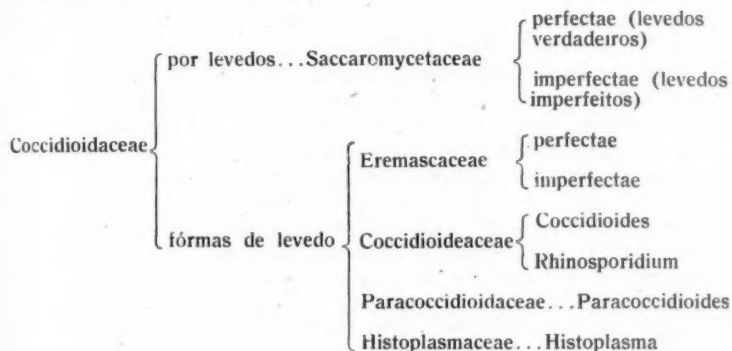 perfectae (levedos
verdadeiros)
por levedos...Saccaromycetaceae
imperfectae (levedos
imperfeitos)
Coccidioidaceae
perfectae
Eremascaceae
imperfectae
fórmas de levedo
Coccidioides
Coccidioideaceae
Rhinosporidium
Paracoccidioidaceae...Paracoccidioides
Histoplasmaceae...Histoplasma